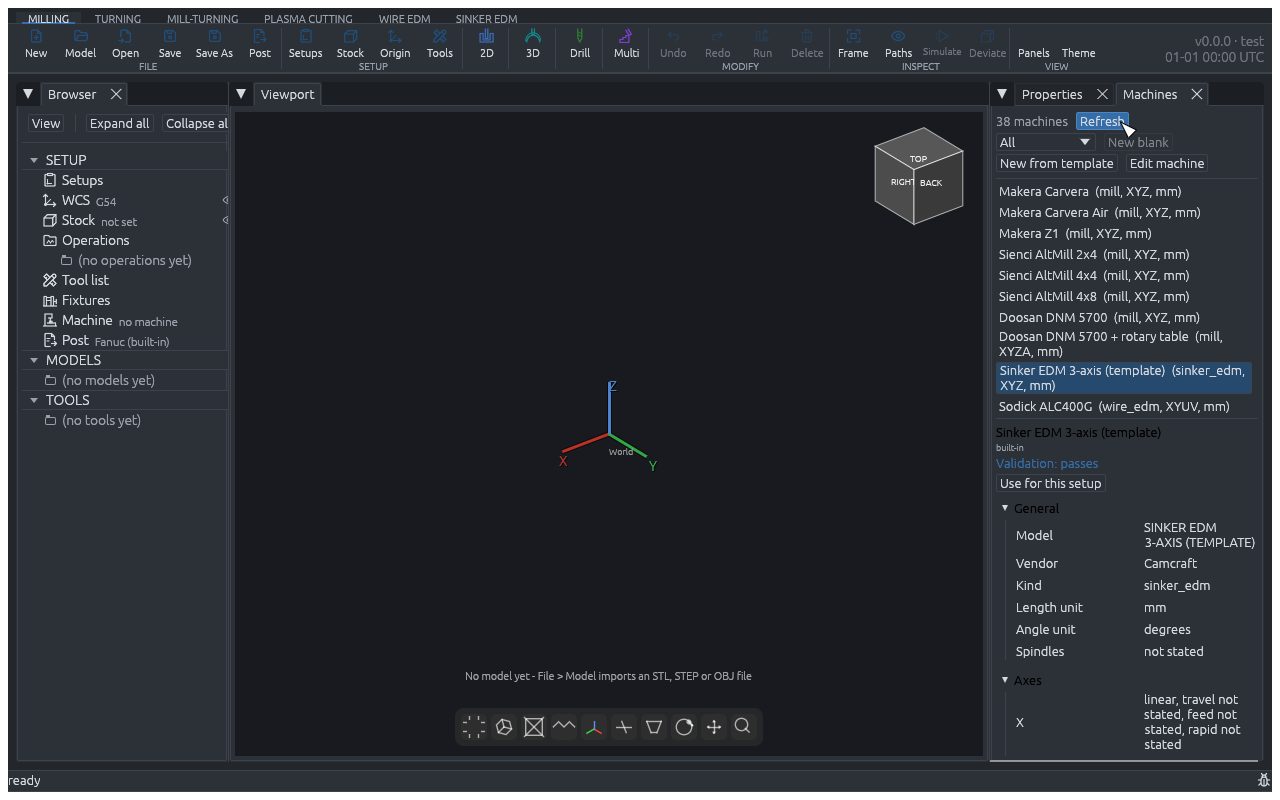 MILLING TURNING MILL-TURNING PLASMA CUTTING WIRE EDM SINKER EDM
New Model Open Save Save As Post Setups Stock Origin Tools 2D 3D Drill Multi Undo Redo Run Delete Frame Paths Simulate Deviate Panels Theme
FILE SETUP MODIFY INSPECT VIEW
v0.0.0 · test
01-01 00:00 UTC
Browser
View Expand all Collapse al
SETUP
Setups
WCS G54
Stock not set
Operations
(no operations yet)
Tool list
Fixtures
Machine no machine
Post Fanuc (built-in)
MODELS
(no models yet)
TOOLS
(no tools yet)
Viewport
TOP
RIGHT BACK
Z
X
World
Y
No model yet - File > Model imports an STL, STEP or OBJ file
Properties Machines
38 machines Refresh
All New blank
New from template Edit machine
Makera Carvera (mill, XYZ, mm)
Makera Carvera Air (mill, XYZ, mm)
Makera Z1 (mill, XYZ, mm)
Sienci AltMill 2x4 (mill, XYZ, mm)
Sienci AltMill 4x4 (mill, XYZ, mm)
Sienci AltMill 4x8 (mill, XYZ, mm)
Doosan DNM 5700 (mill, XYZ, mm)
Doosan DNM 5700 + rotary table (mill,
XYZA, mm)
Sinker EDM 3-axis (template) (sinker_edm,
XYZ, mm)
Sodick ALC400G (wire_edm, XYUV, mm)
Sinker EDM 3-axis (template)
built-in
Validation: passes
Use for this setup
General
Model SINKER EDM
3-AXIS (TEMPLATE)
Vendor Camcraft
Kind sinker_edm
Length unit mm
Angle unit degrees
Spindles not stated
Axes
X linear, travel not
stated, feed not
stated, rapid not
stated
ready